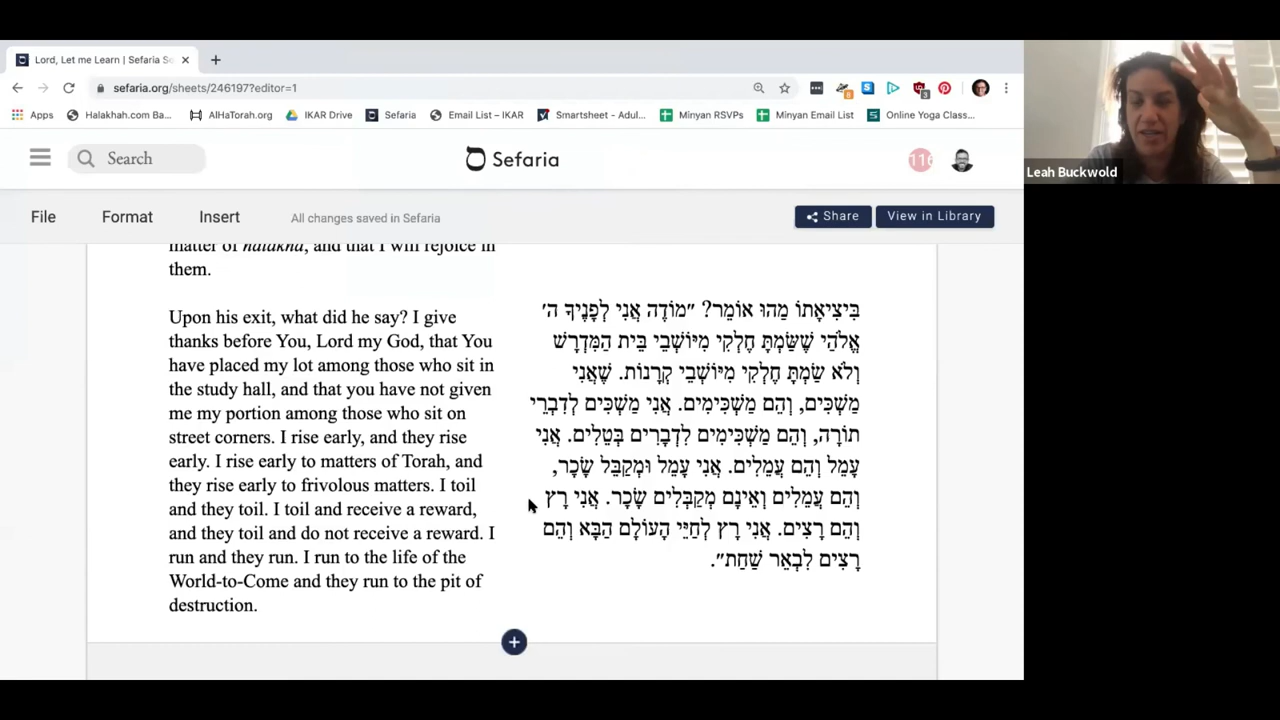 Lord, Let me Learn | Sefaria S
sefaria.org/sheets/246197?editor=1
Apps Halakhah.com Ba... AlHaTorah.org IKAR Drive Sefaria Email List – IKAR Smartsheet - Adul... Minyan RSVPs Minyan Email List Online Yoga Class...
Search Sefaria 116
File Format Insert All changes saved in Sefaria Share View in Library
Leah Buckwold
matter of halakha, and that I will rejoice in
them.
Upon his exit, what did he say? I give
thanks before You, Lord my God, that You
have placed my lot among those who sit in
the study hall, and that you have not given
me my portion among those who sit on
street corners. I rise early, and they rise
early. I rise early to matters of Torah, and
they rise early to frivolous matters. I toil
and they toil. I toil and receive a reward,
and they toil and do not receive a reward. I
run and they run. I run to the life of the
World-to-Come and they run to the pit of
destruction.
בִּיצִיאָתוֹ מַהוּ אוֹמֵר? ״מוֹדֶה אֲנִי לְפָנֶיךָ ה׳
אֱלֹהַי שֶׁשַּׂמְתָּ חֶלְקִי מִיּוֹשְׁבֵי בֵּית הַמִּדְרָשׁ
וְלֹא שַׂמְתָּ חֶלְקִי מִיּוֹשְׁבֵי קְרָנוֹת. שֶׁאֲנִי
מַשְׁכִּים, וְהֵם מַשְׁכִּימִים. אֲנִי מַשְׁכִּים לְדִבְרֵי
תוֹרָה, וְהֵם מַשְׁכִּימִים לִדְבָרִים בְּטֵלִים. אֲנִי
עָמֵל וְהֵם עֲמֵלִים. אֲנִי עָמֵל וּמְקַבֵּל שָׂכָר,
וְהֵם עֲמֵלִים וְאֵינָם מְקַבְּלִים שָׂכָר. אֲנִי רָץ
וְהֵם רָצִים. אֲנִי רָץ לְחַיֵּי הָעוֹלָם הַבָּא וְהֵם
רָצִים לִבְאֵר שַׁחַת״.